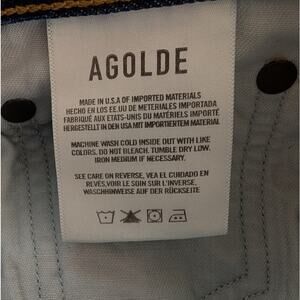 AGOLDE
MADE IN U.S.A OF IMPORTED MATERIALS
HECHO EN LOS EE.UU DE METERIALES IMPORTADA
FABRIQUÉ AUX ETATS-UNIS DU MATÉRIELS IMPORTÉ
HERGESTELLT IN DEN USA MIT IMPORTIERTEM MATERIAL
MACHINE WASH COLD INSIDE OUT WITH LIKE
COLORS. DO NOT BLEACH. TUMBLE DRY LOW.
IRON MEDIUM IF NECESSARY.
SEE CARE ON REVERSE, VEA EL CUIDADO EN
REVES, VOIR LE SOIN SUR L'INVERSE,
WASCHHINWEISE AUF DER RÜCKSEITE